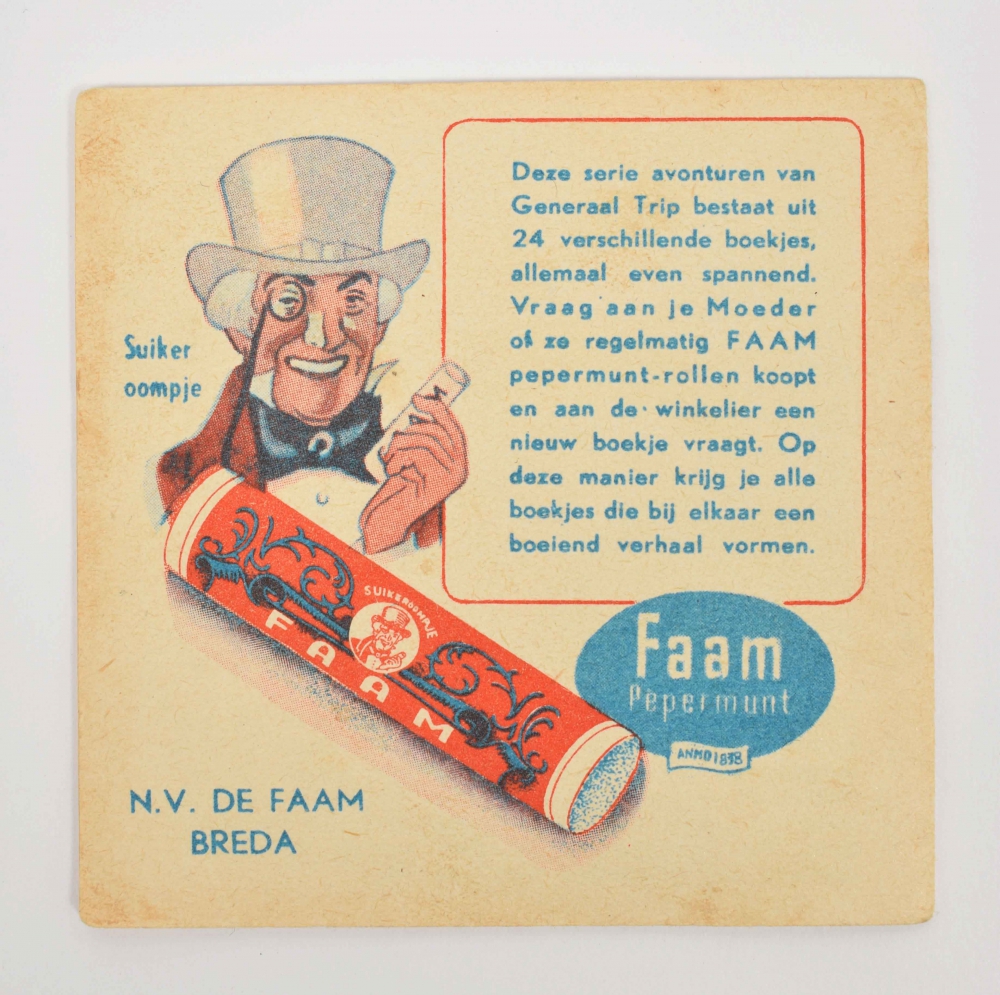 Deze serie avonturen van
Generaal Trip bestaat uit
24 verschillende boekjes,
allemaal even spannend.
Vraag aan je Moeder
of ze regelmatig FAAM
pepermunt-rollen koopt
en aan de winkelier een
nieuw boekje vraagt. Op
deze manier krijg je alle
boekjes die bij elkaar een
boeiend verhaal vormen.
Suiker
oompje
SUIKEROOMPJE
FAAM
Faam
Pepermunt
ANNO 1838
N.V. DE FAAM
BREDA